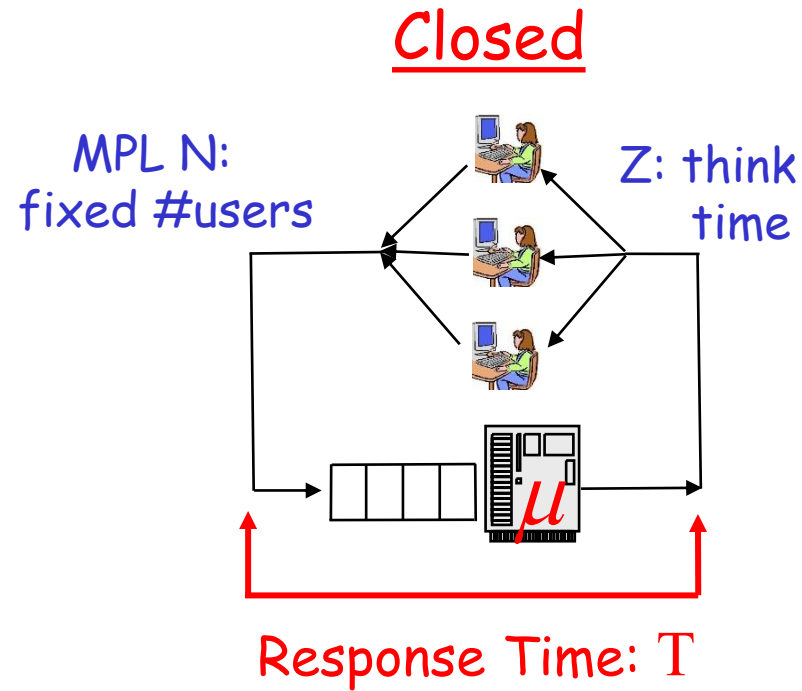 Closed
MPL N:
fixed #users
Z: think
time
μ
Response Time: T